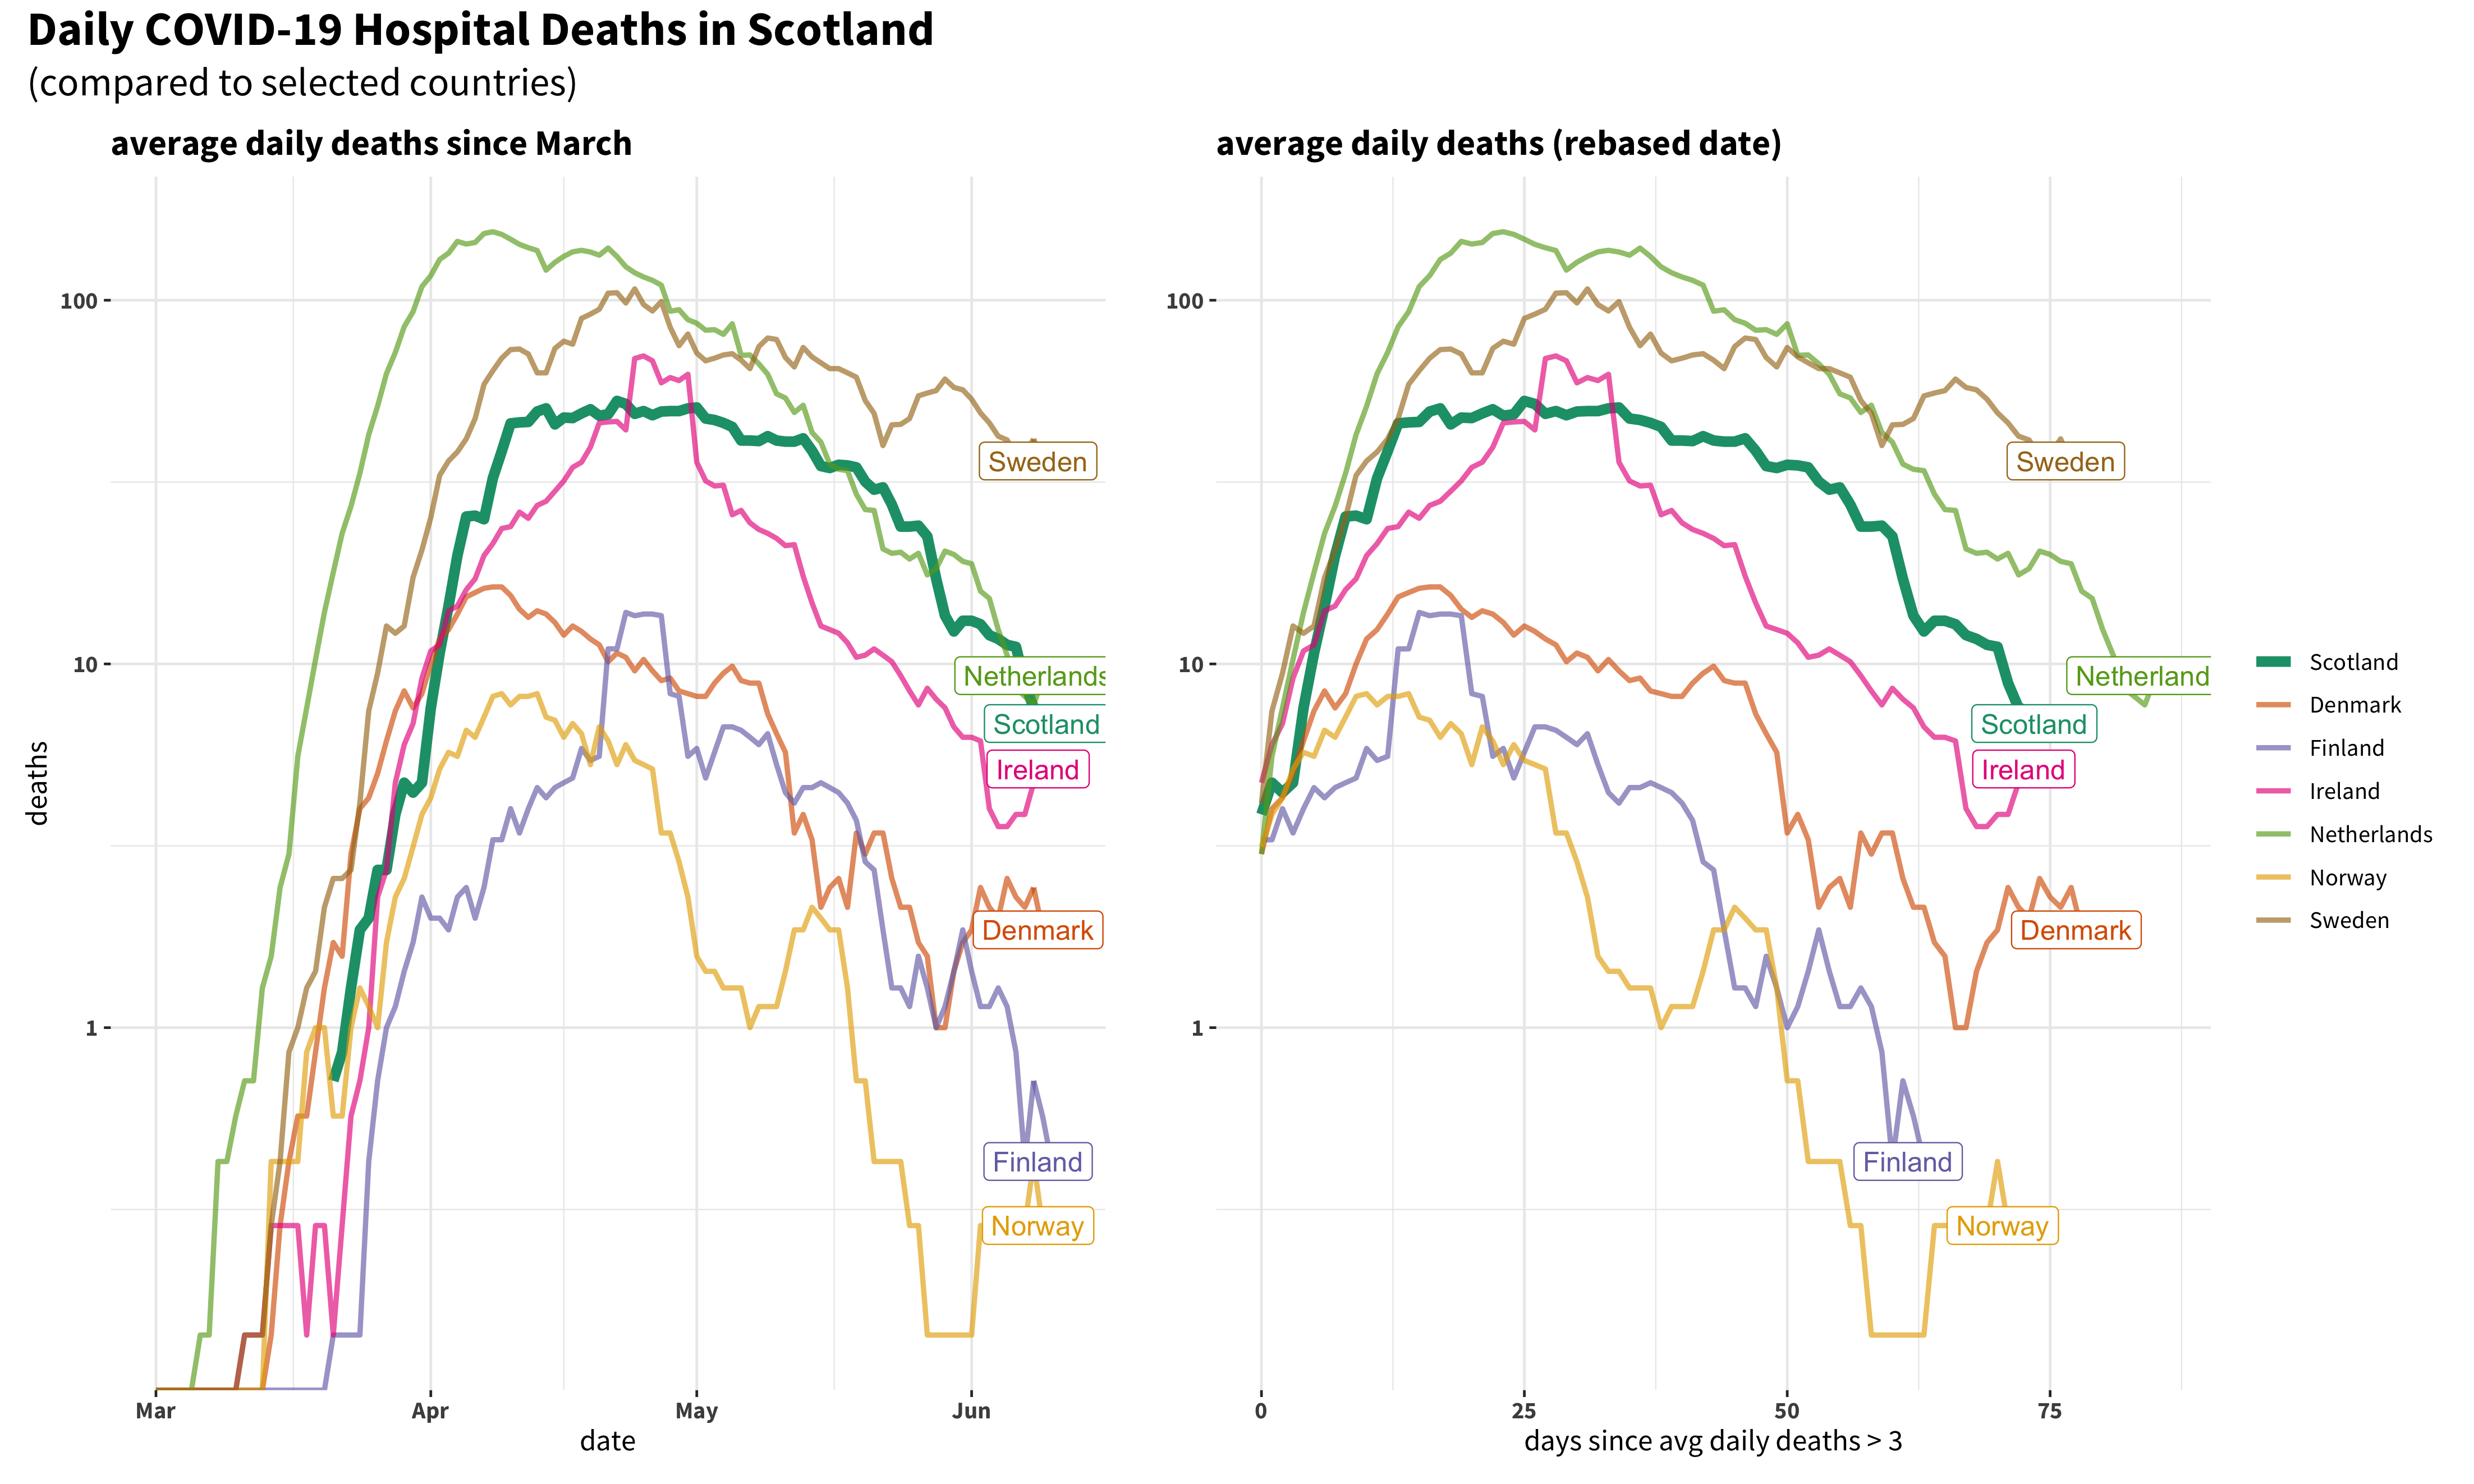 Daily COVID-19 Hospital Deaths in Scotland
(compared to selected countries)
average daily deaths since March
deaths
100
10
1
Sweden
Netherlands
Scotland
Ireland
Denmark
Finland
Norway
Mar
Apr
May
Jun
date
average daily deaths (rebased date)
100
10
1
Sweden
Netherland
Scotland
Ireland
Denmark
Finland
Norway
0
25
50
75
days since avg daily deaths > 3
Scotland
Denmark
Finland
Ireland
Netherlands
Norway
Sweden